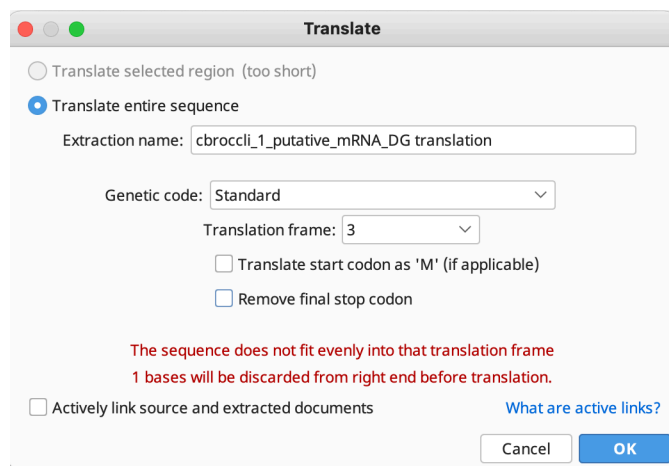 Translate
Translate selected region (too short)
Translate entire sequence
Extraction name: cbroccli_1_putative_mRNA_DG translation
Genetic code: Standard
Translation frame: 3
Translate start codon as 'M' (if applicable)
Remove final stop codon
The sequence does not fit evenly into that translation frame
1 bases will be discarded from right end before translation.
Actively link source and extracted documents What are active links?
Cancel OK